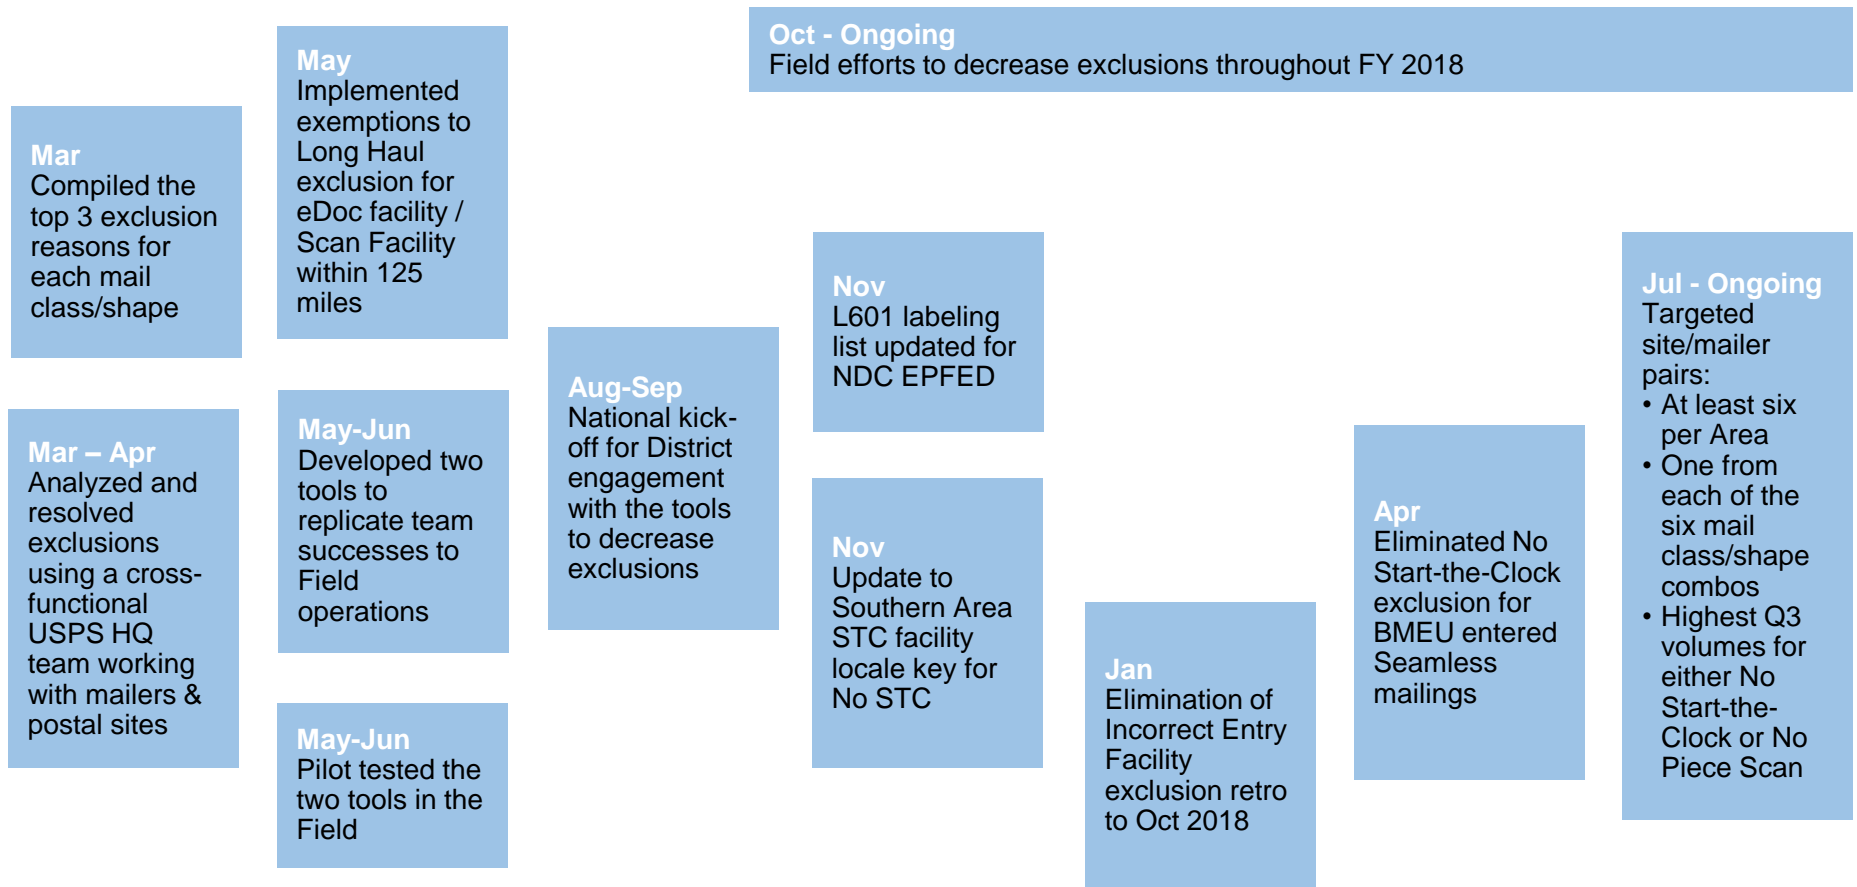 Oct - Ongoing
Field efforts to decrease exclusions throughout FY 2018
Mar
Compiled the
top 3 exclusion
reasons for
each mail
class/shape
Mar – Apr
Analyzed and
resolved
exclusions
using a cross-
functional
USPS HQ
team working
with mailers &
postal sites
May
Implemented
exemptions to
Long Haul
exclusion for
eDoc facility /
Scan Facility
within 125
miles
May-Jun
Developed two
tools to
replicate team
successes to
Field
operations
May-Jun
Pilot tested the
two tools in the
Field
Aug-Sep
National kick-
off for District
engagement
with the tools
to decrease
exclusions
Nov
L601 labeling
list updated for
NDC EPFED
Nov
Update to
Southern Area
STC facility
locale key for
No STC
Jan
Elimination of
Incorrect Entry
Facility
exclusion retro
to Oct 2018
Apr
Eliminated No
Start-the-Clock
exclusion for
BMEU entered
Seamless
mailings
Jul - Ongoing
Targeted
site/mailer
pairs:
• At least six
per Area
• One from
each of the
six mail
class/shape
combos
• Highest Q3
volumes for
either No
Start-the-
Clock or No
Piece Scan